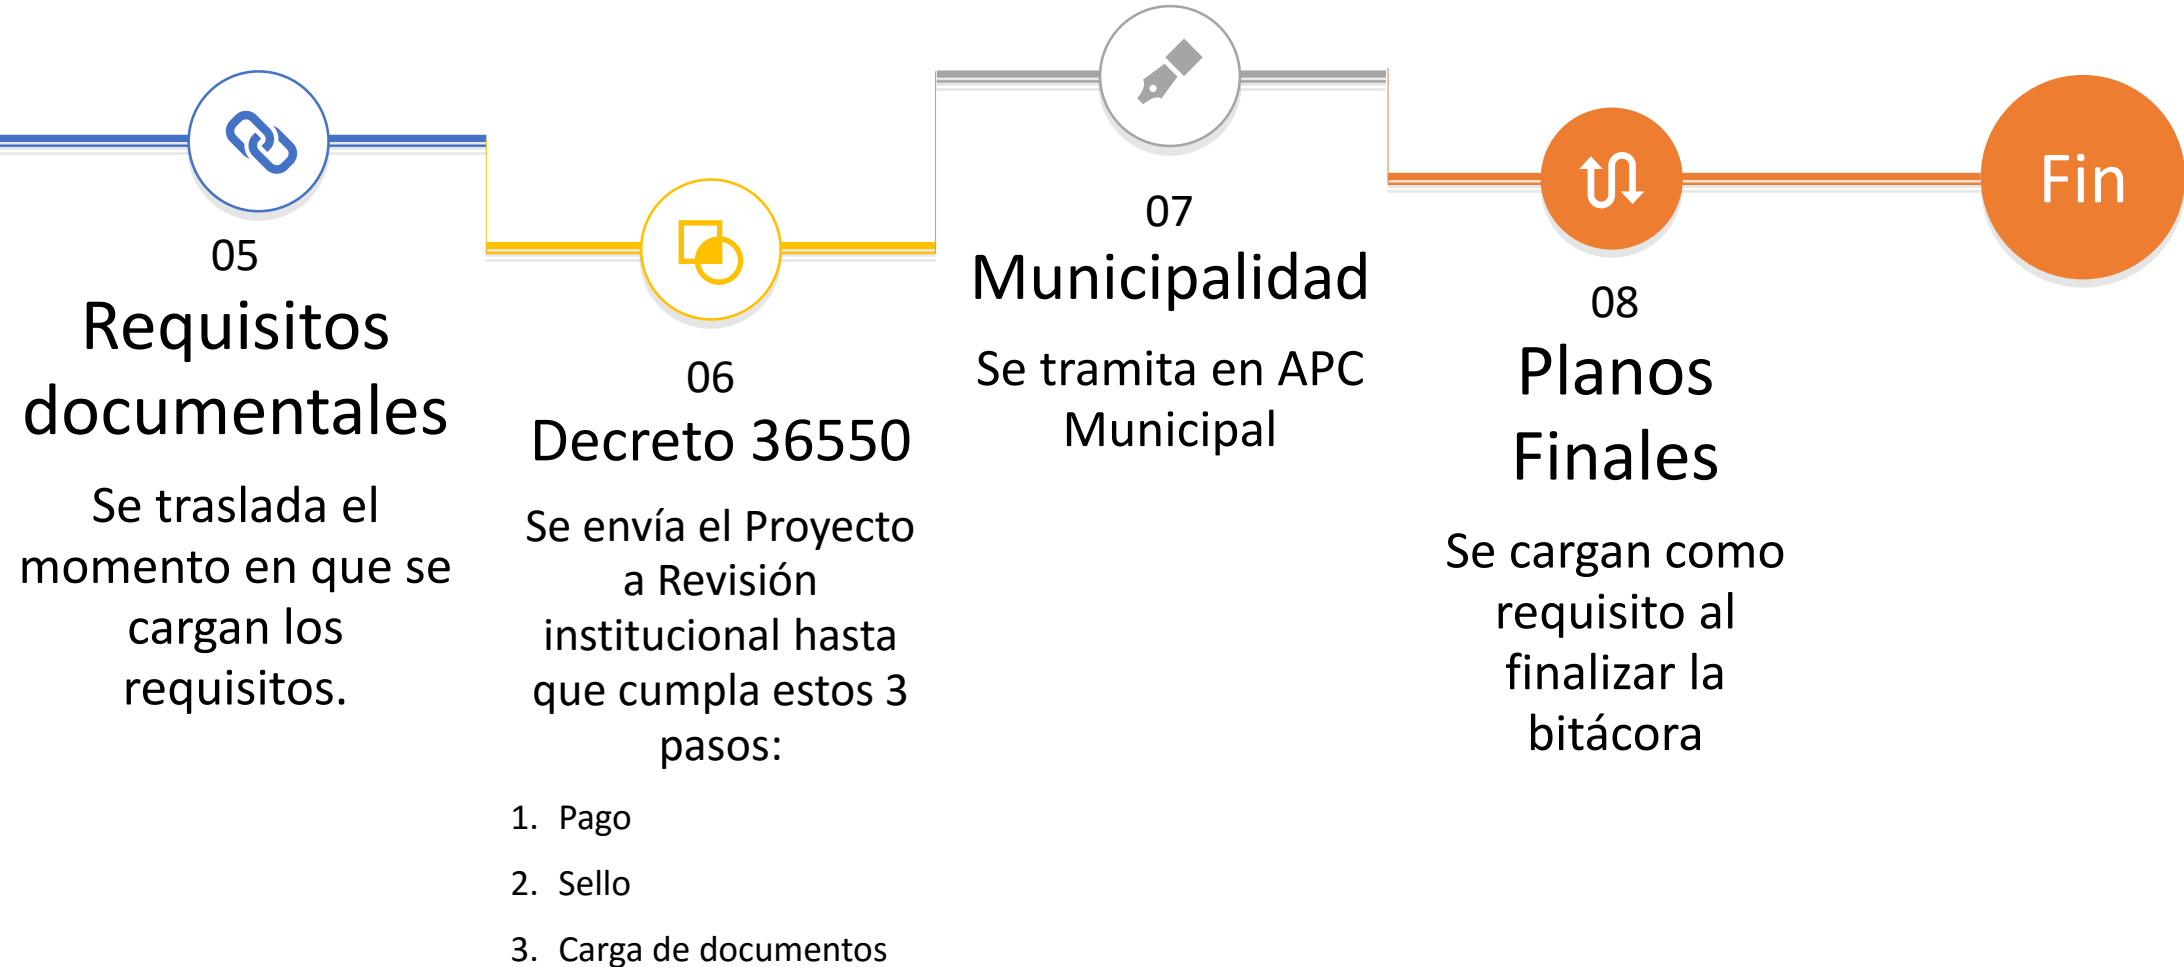 05
Requisitos
documentales
Se traslada el
momento en que se
cargan los
requisitos.
06
Decreto 36550
Se envía el Proyecto
a Revisión
institucional hasta
que cumpla estos 3
pasos:
1. Pago
2. Sello
3. Carga de documentos
07
Municipalidad
Se tramita en APC
Municipal
08
Planos
Finales
Se cargan como
requisito al
finalizar la
bitácora
Fin